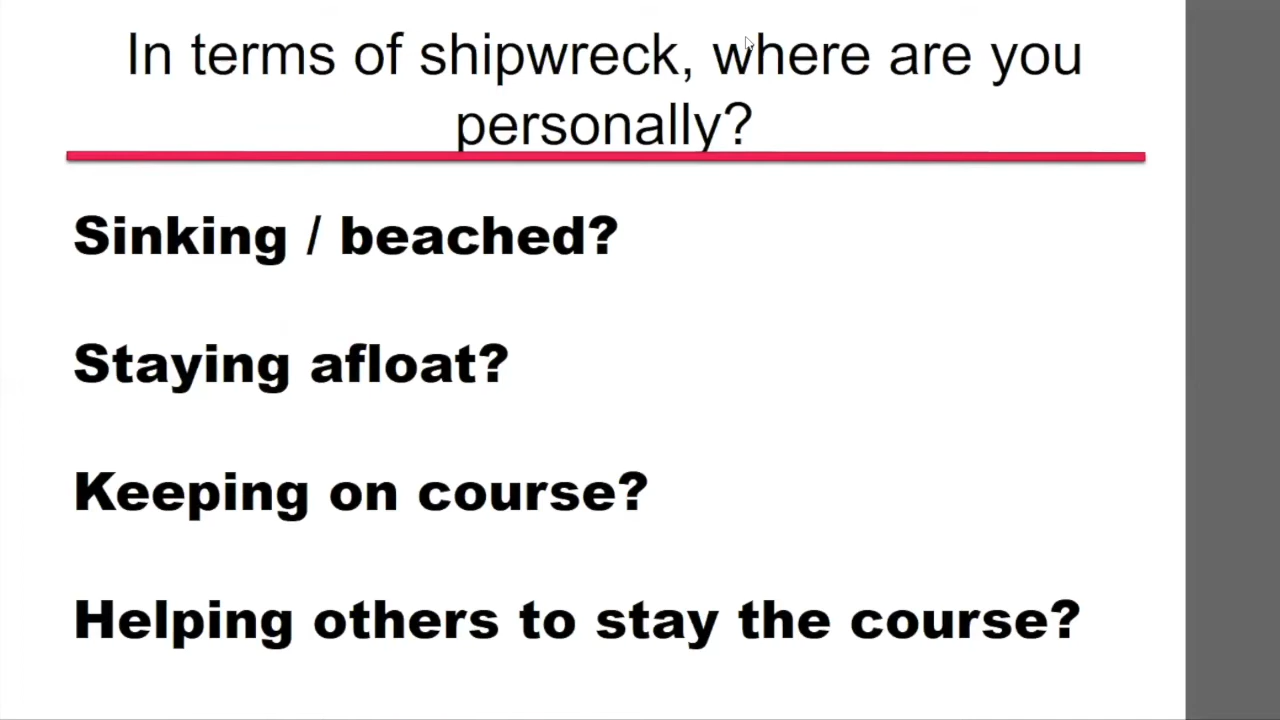 In terms of shipwreck, where are you
personally?
Sinking / beached?
Staying afloat?
Keeping on course?
Helping others to stay the course?